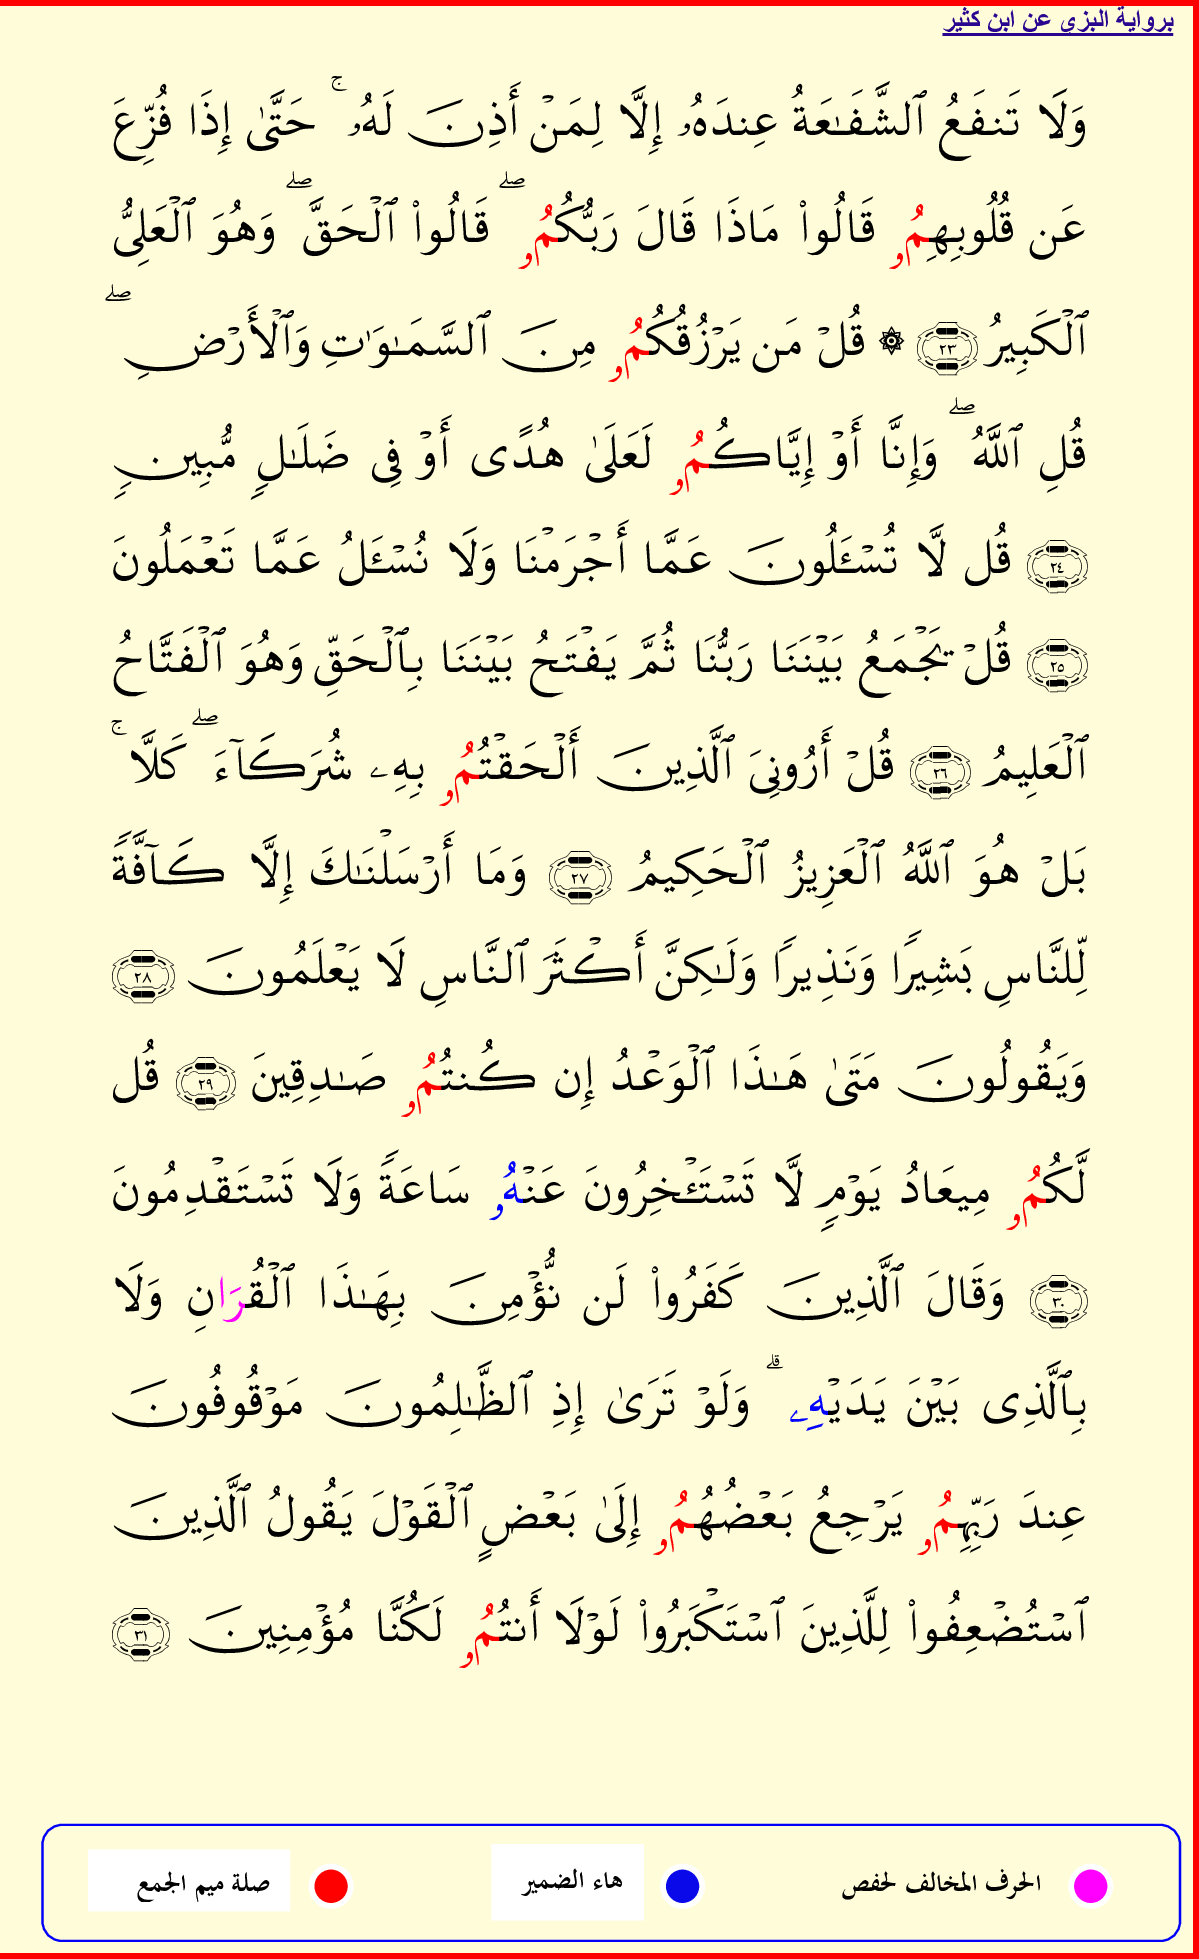 برواية البزى عن ابن كثير
وَلَا تَنفَعُ ٱلشَّفَـٰعَةُ عِندَهُۥ إِلَّا لِمَنْ أَذِنَ لَهُۥ ۚ حَتَّىٰ إِذَا فُزِّعَ
عَن قُلُوبِهِمُۥ قَالُوا۟ مَاذَا قَالَ رَبُّكُمُۥ ۖ قَالُوا۟ ٱلْحَقَّ ۖ وَهُوَ ٱلْعَلِىُّ
ٱلْكَبِيرُ ٢٣ ۞ قُلْ مَن يَرْزُقُكُمُۥ مِنَ ٱلسَّمَـٰوَٰتِ وَٱلْأَرْضِ ۖ
قُلِ ٱللَّهُ ۖ وَإِنَّا أَوْ إِيَّاكُمُۥ لَعَلَىٰ هُدًى أَوْ فِى ضَلَـٰلٍ مُّبِينٍ
٢٤ قُل لَّا تُسْـَٔلُونَ عَمَّا أَجْرَمْنَا وَلَا نُسْـَٔلُ عَمَّا تَعْمَلُونَ
٢٥ قُلْ يَجْمَعُ بَيْنَنَا رَبُّنَا ثُمَّ يَفْتَحُ بَيْنَنَا بِٱلْحَقِّ وَهُوَ ٱلْفَتَّاحُ
ٱلْعَلِيمُ ٢٦ قُلْ أَرُونِىَ ٱلَّذِينَ أَلْحَقْتُمُۥ بِهِۦ شُرَكَآءَ ۖ كَلَّا ۚ
بَلْ هُوَ ٱللَّهُ ٱلْعَزِيزُ ٱلْحَكِيمُ ٢٧ وَمَا أَرْسَلْنَـٰكَ إِلَّا كَآفَّةً
لِّلنَّاسِ بَشِيرًا وَنَذِيرًا وَلَـٰكِنَّ أَكْثَرَ ٱلنَّاسِ لَا يَعْلَمُونَ ٢٨
وَيَقُولُونَ مَتَىٰ هَـٰذَا ٱلْوَعْدُ إِن كُنتُمُۥ صَـٰدِقِينَ ٢٩ قُل
لَّكُمُۥ مِيعَادُ يَوْمٍ لَّا تَسْتَـْٔخِرُونَ عَنْهُۥ سَاعَةً وَلَا تَسْتَقْدِمُونَ
٣٠ وَقَالَ ٱلَّذِينَ كَفَرُوا۟ لَن نُّؤْمِنَ بِهَـٰذَا ٱلْقُرَانِ وَلَا
بِٱلَّذِى بَيْنَ يَدَيْهِۦ ۗ وَلَوْ تَرَىٰ إِذِ ٱلظَّـٰلِمُونَ مَوْقُوفُونَ
عِندَ رَبِّهِمُۥ يَرْجِعُ بَعْضُهُمُۥ إِلَىٰ بَعْضٍ ٱلْقَوْلَ يَقُولُ ٱلَّذِينَ
ٱسْتُضْعِفُوا۟ لِلَّذِينَ ٱسْتَكْبَرُوا۟ لَوْلَا أَنتُمُۥ لَكُنَّا مُؤْمِنِينَ ٣١
الحرف المخالف لحفص هاء الضمير صلة ميم الجمع